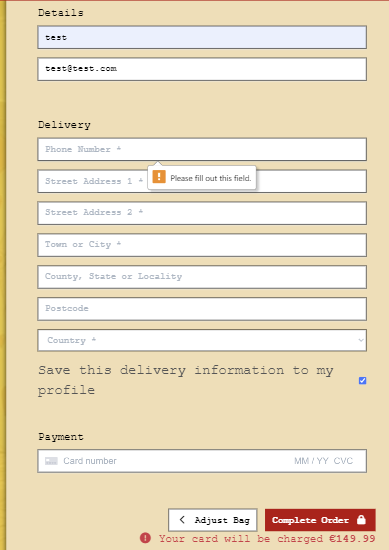 Details
test
test@test.com
Delivery
Phone Number *
Please fill out this field.
Street Address 1 *
Street Address 2 *
Town or City *
County, State or Locality
Postcode
Country *
Save this delivery information to my
profile
Payment
Card number MM / YY CVC
Adjust Bag Complete Order
Your card will be charged €149.99